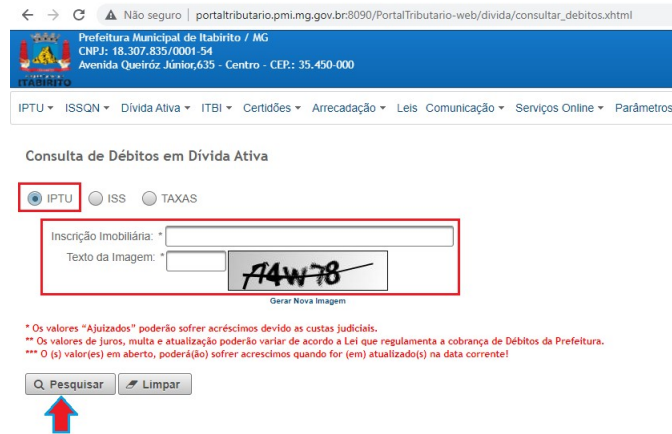 Não seguro | portaltributario.pmi.mg.gov.br:8090/PortalTributario-web/divida/consultar_debitos.xhtml
Prefeitura Municipal de Itabirito / MG
CNPJ: 18.307.835/0001-54
Avenida Queiróz Júnior,635 - Centro - CEP.: 35.450-000
ITABIRITO
IPTU ISSQN Dívida Ativa ITBI Certidões Arrecadação Leis Comunicação Serviços Online Parâmetros
Consulta de Débitos em Dívida Ativa
IPTU ISS TAXAS
Inscrição Imobiliária: *
Texto da Imagem: *
Gerar Nova Imagem
* Os valores “Ajuizados” poderão sofrer acréscimos devido as custas judiciais.
** Os valores de juros, multa e atualização poderão variar de acordo a Lei que regulamenta a cobrança de Débitos da Prefeitura.
*** O (s) valor(es) em aberto, poderá(ão) sofrer acrescimos quando for (em) atualizado(s) na data corrente!
Pesquisar Limpar